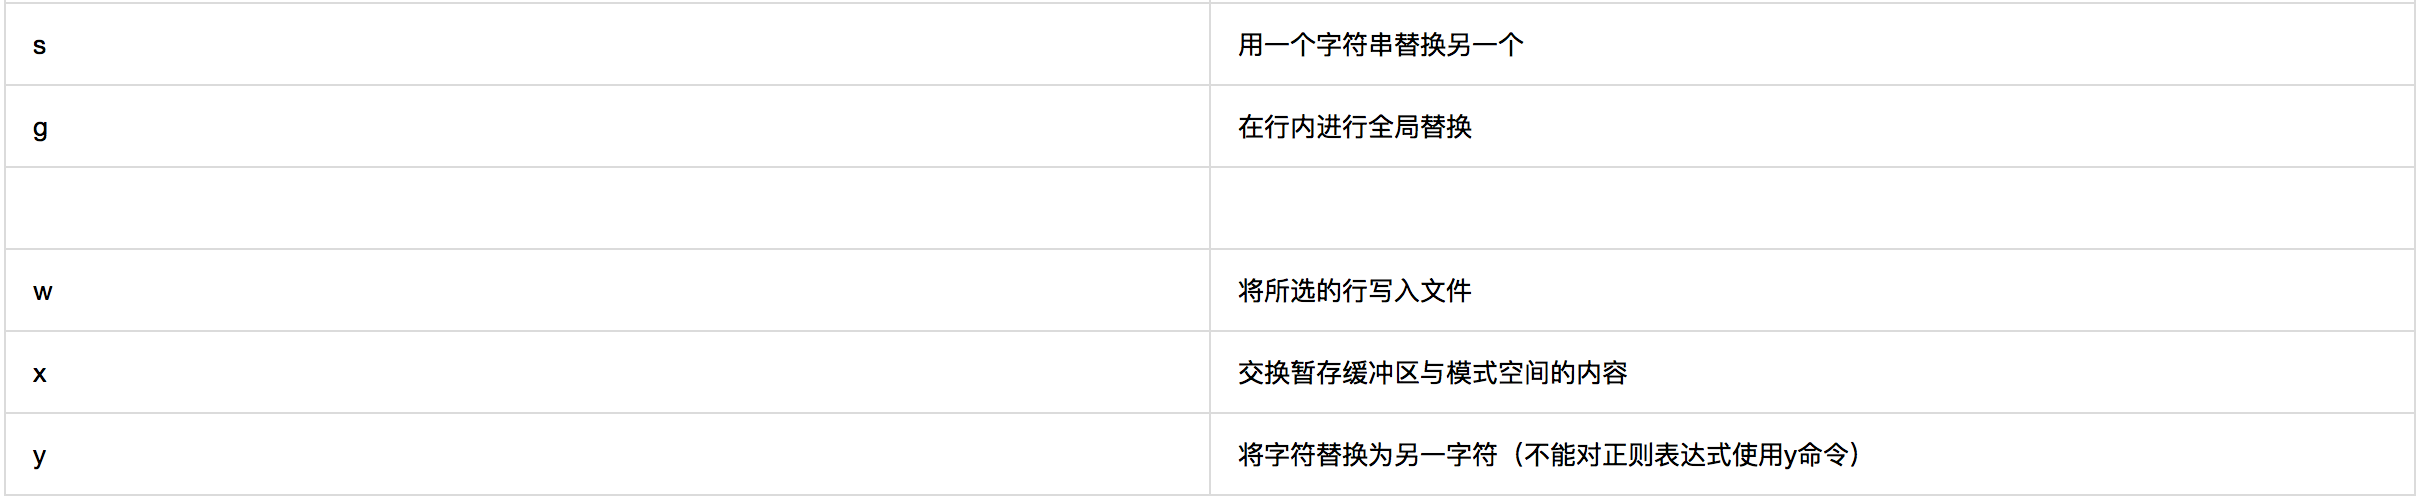 s 用一个字符串替换另一个
g 在行内进行全局替换
w 将所选的行写入文件
x 交换暂存缓冲区与模式空间的内容
y 将字符替换为另一字符（不能对正则表达式使用y命令）